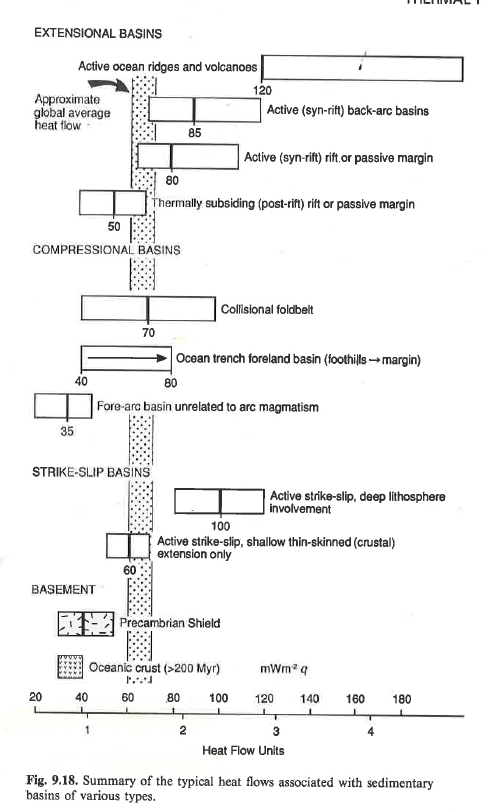 EXTENSIONAL BASINS
Active ocean ridges and volcanoes
120
Approximate
global average
heat flow
Active (syn-rift) back-arc basins
85
Active (syn-rift) rift or passive margin
80
Thermally subsiding (post-rift) rift or passive margin
50
COMPRESSIONAL BASINS
Collisional foldbelt
70
Ocean trench foreland basin (foothills → margin)
40 80
Fore-arc basin unrelated to arc magmatism
35
STRIKE-SLIP BASINS
Active strike-slip, deep lithosphere
involvement
100
Active strike-slip, shallow thin-skinned (crustal)
extension only
60
BASEMENT
Precambrian Shield
Oceanic crust (>200 Myr) mWm⁻² q
20 40 60 80 100 120 140 160 180
1 2 3 4
Heat Flow Units
Fig. 9.18. Summary of the typical heat flows associated with sedimentary
basins of various types.